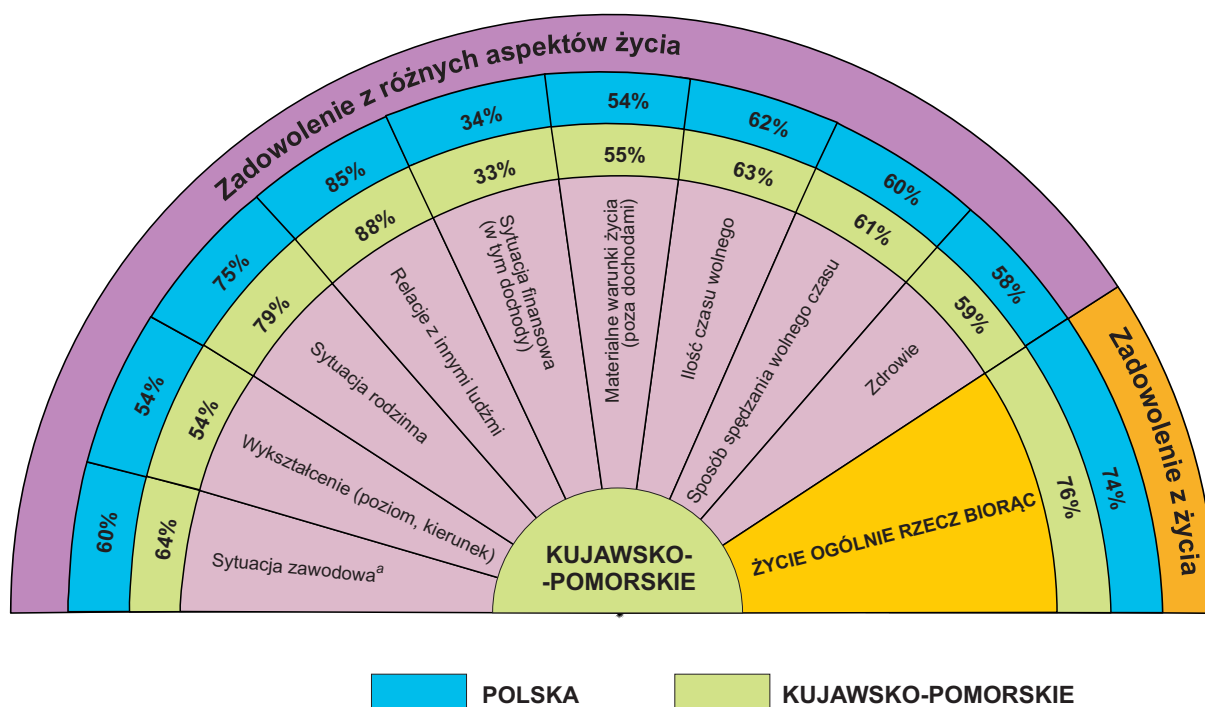 Zadowolenie z różnych aspektów życia
Zadowolenie z życia
60%
54%
75%
85%
34%
54%
62%
60%
58%
74%
64%
54%
79%
88%
33%
55%
63%
61%
59%
76%
Sytuacja zawodowaᵃ
Wykształcenie (poziom, kierunek)
Sytuacja rodzinna
Relacje z innymi ludźmi
Sytuacja finansowa
(w tym dochody)
Materialne warunki życia
(poza dochodami)
Ilość czasu wolnego
Sposób spędzania wolnego czasu
Zdrowie
ŻYCIE OGÓLNIE RZECZ BIORĄC
KUJAWSKO-
-POMORSKIE
POLSKA
KUJAWSKO-POMORSKIE